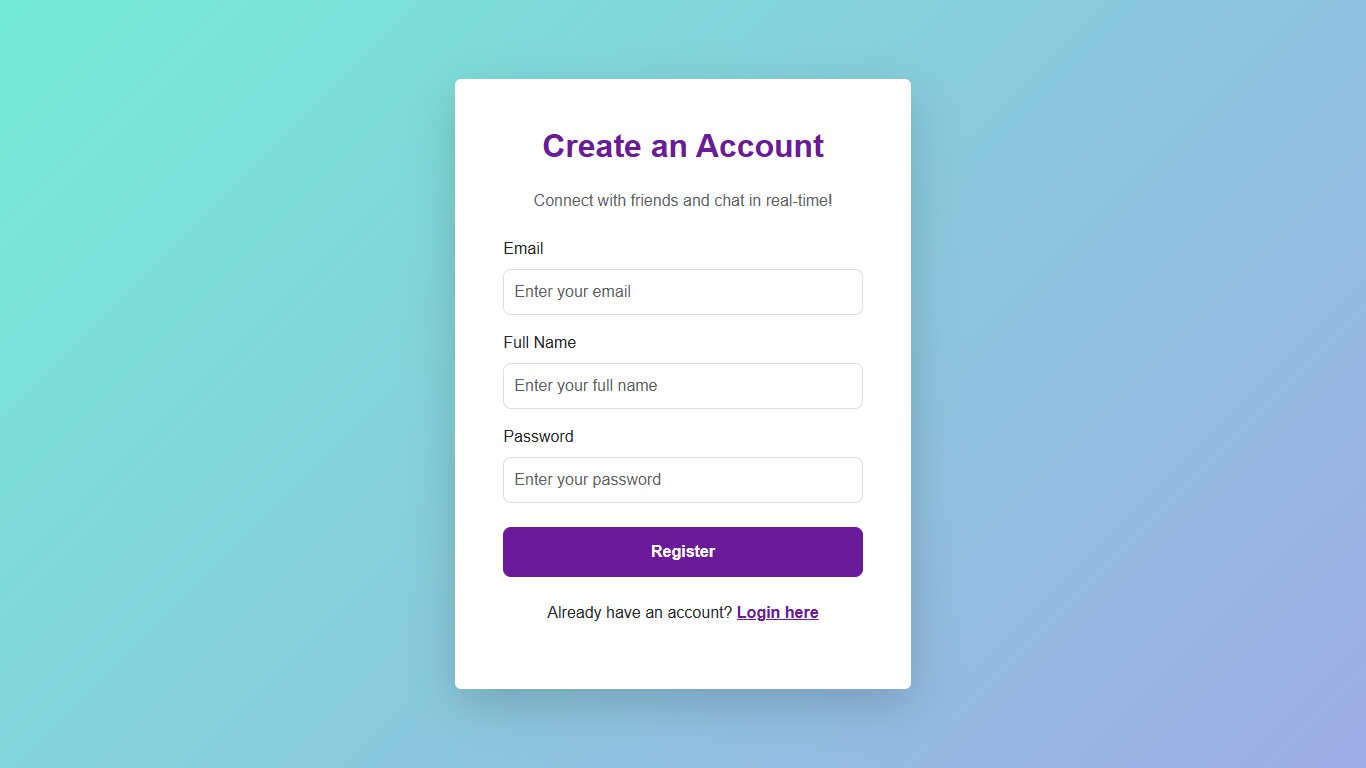 Create an Account
Connect with friends and chat in real-time!
Email
Enter your email
Full Name
Enter your full name
Password
Enter your password
Register
Already have an account? Login here